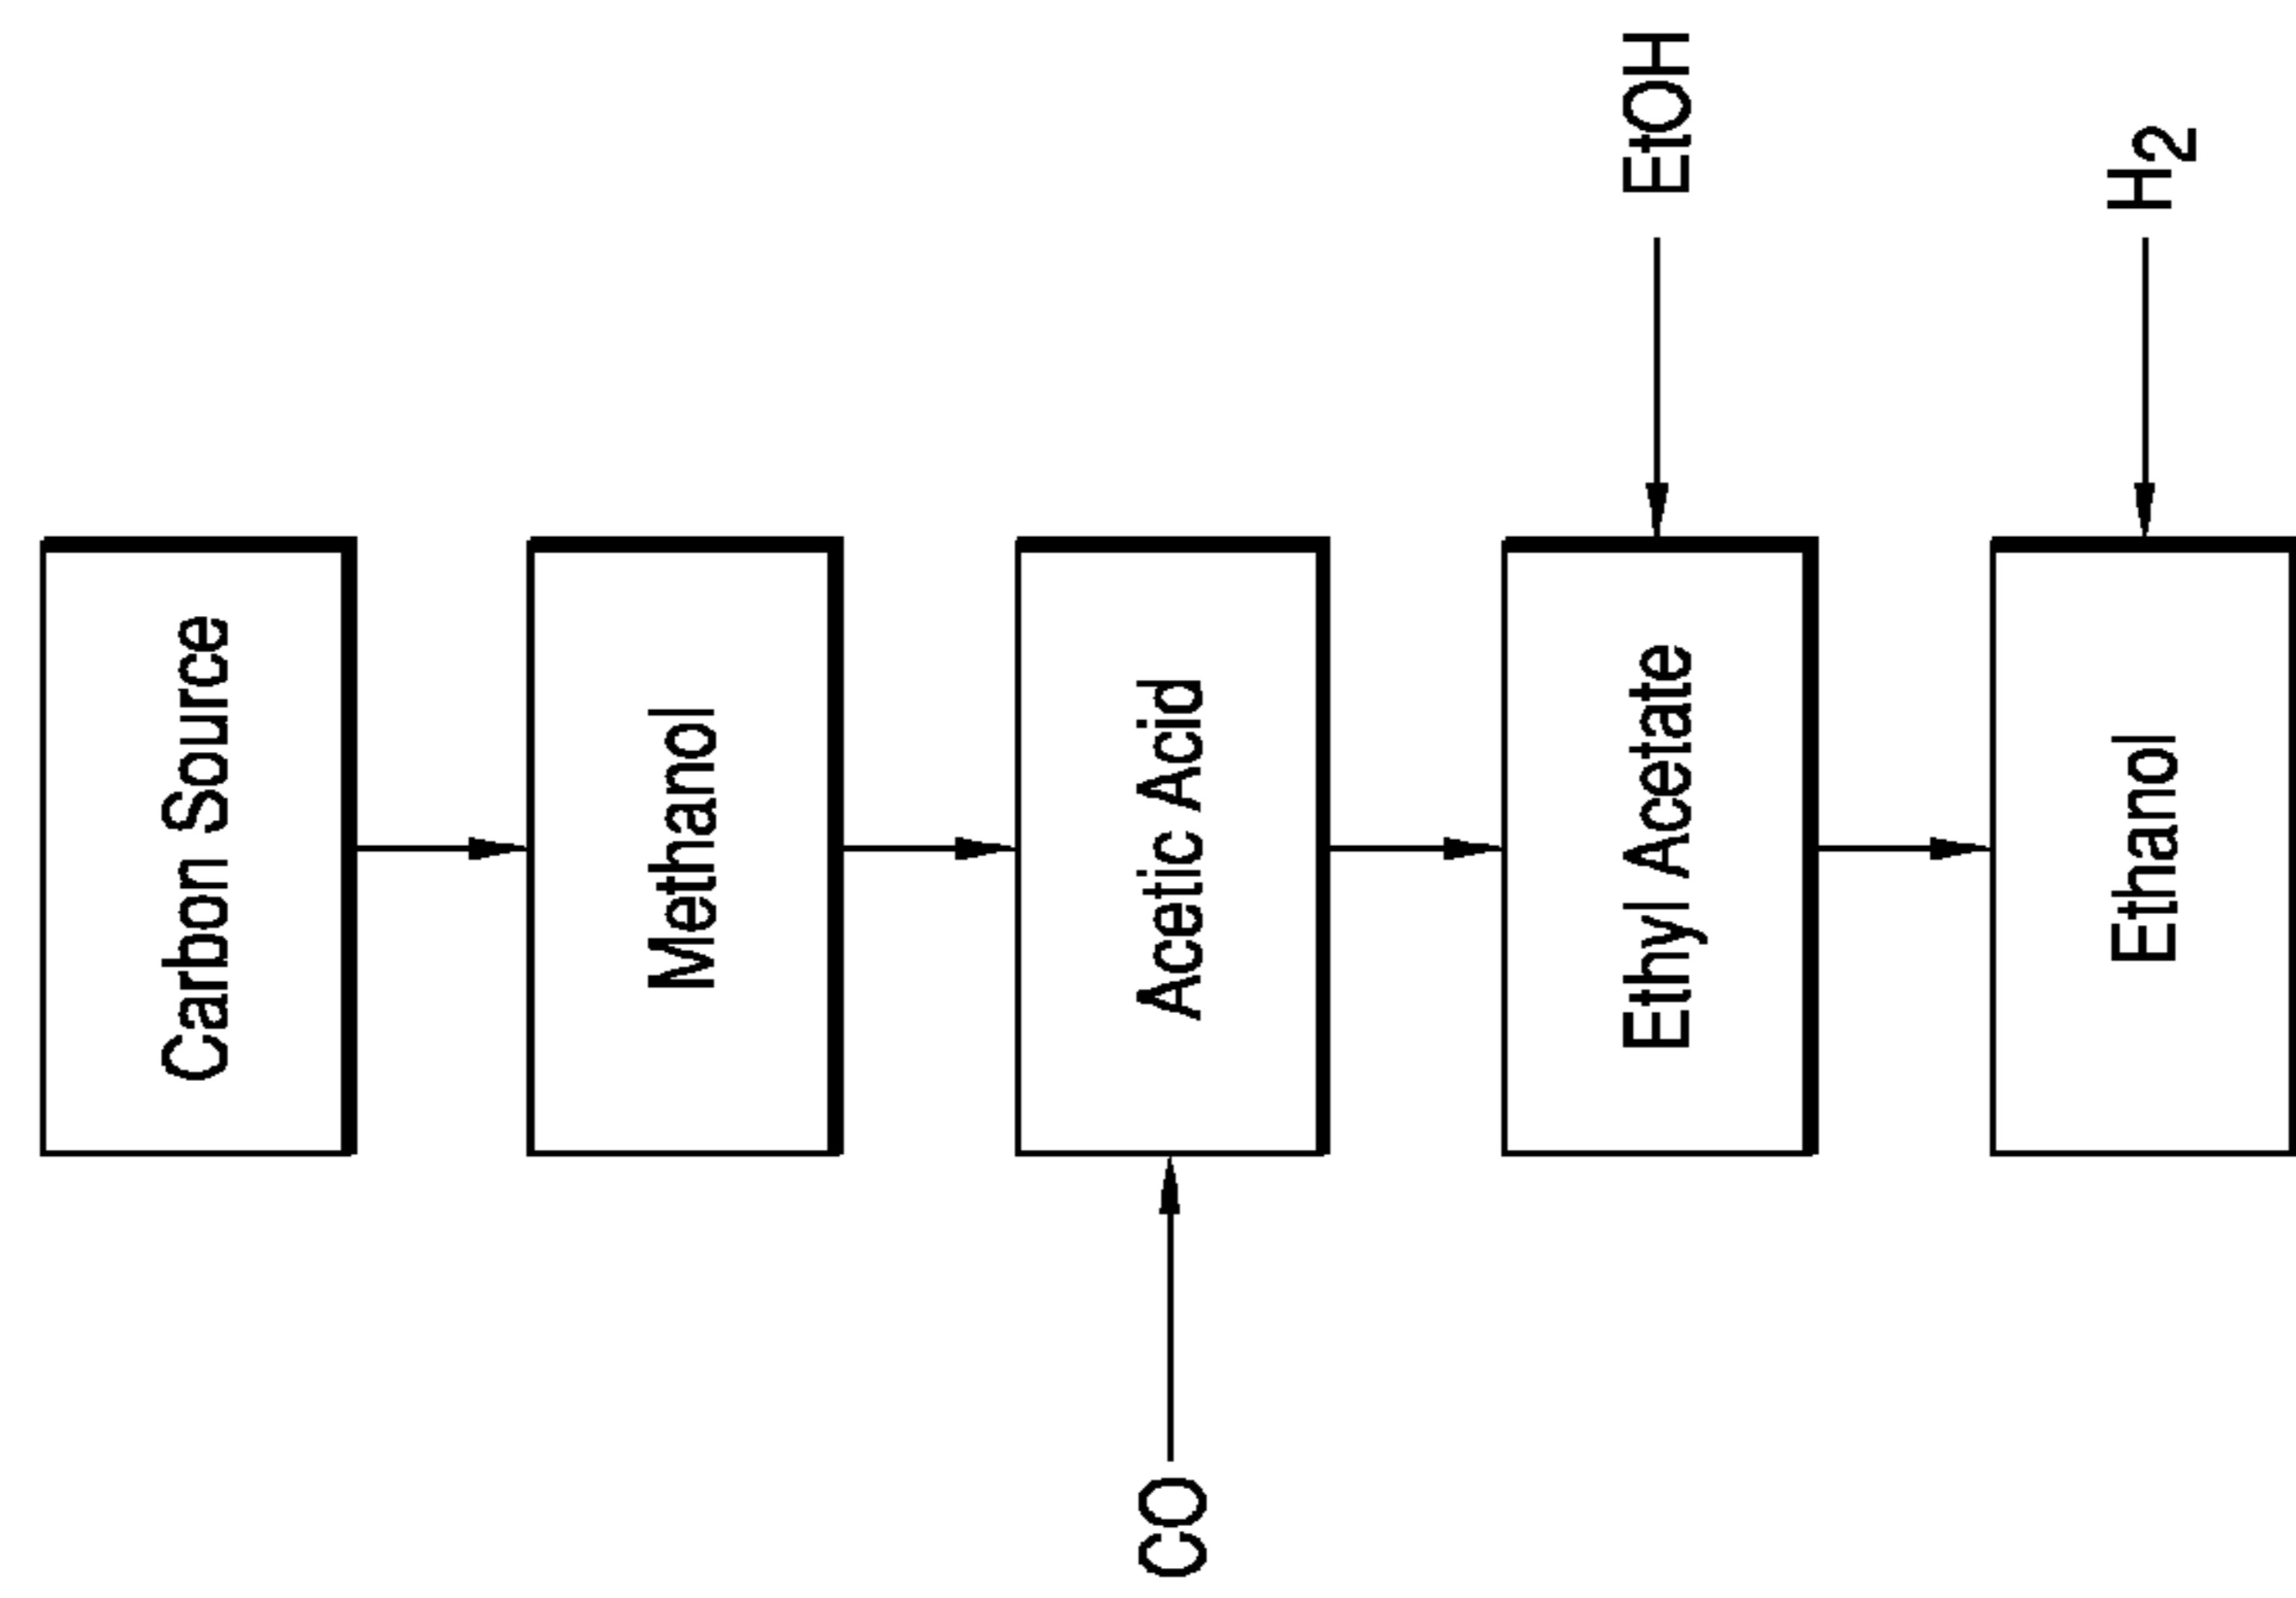 Carbon Source
Methanol
CO
Acetic Acid
EtOH
Ethyl Acetate
H2
Ethanol